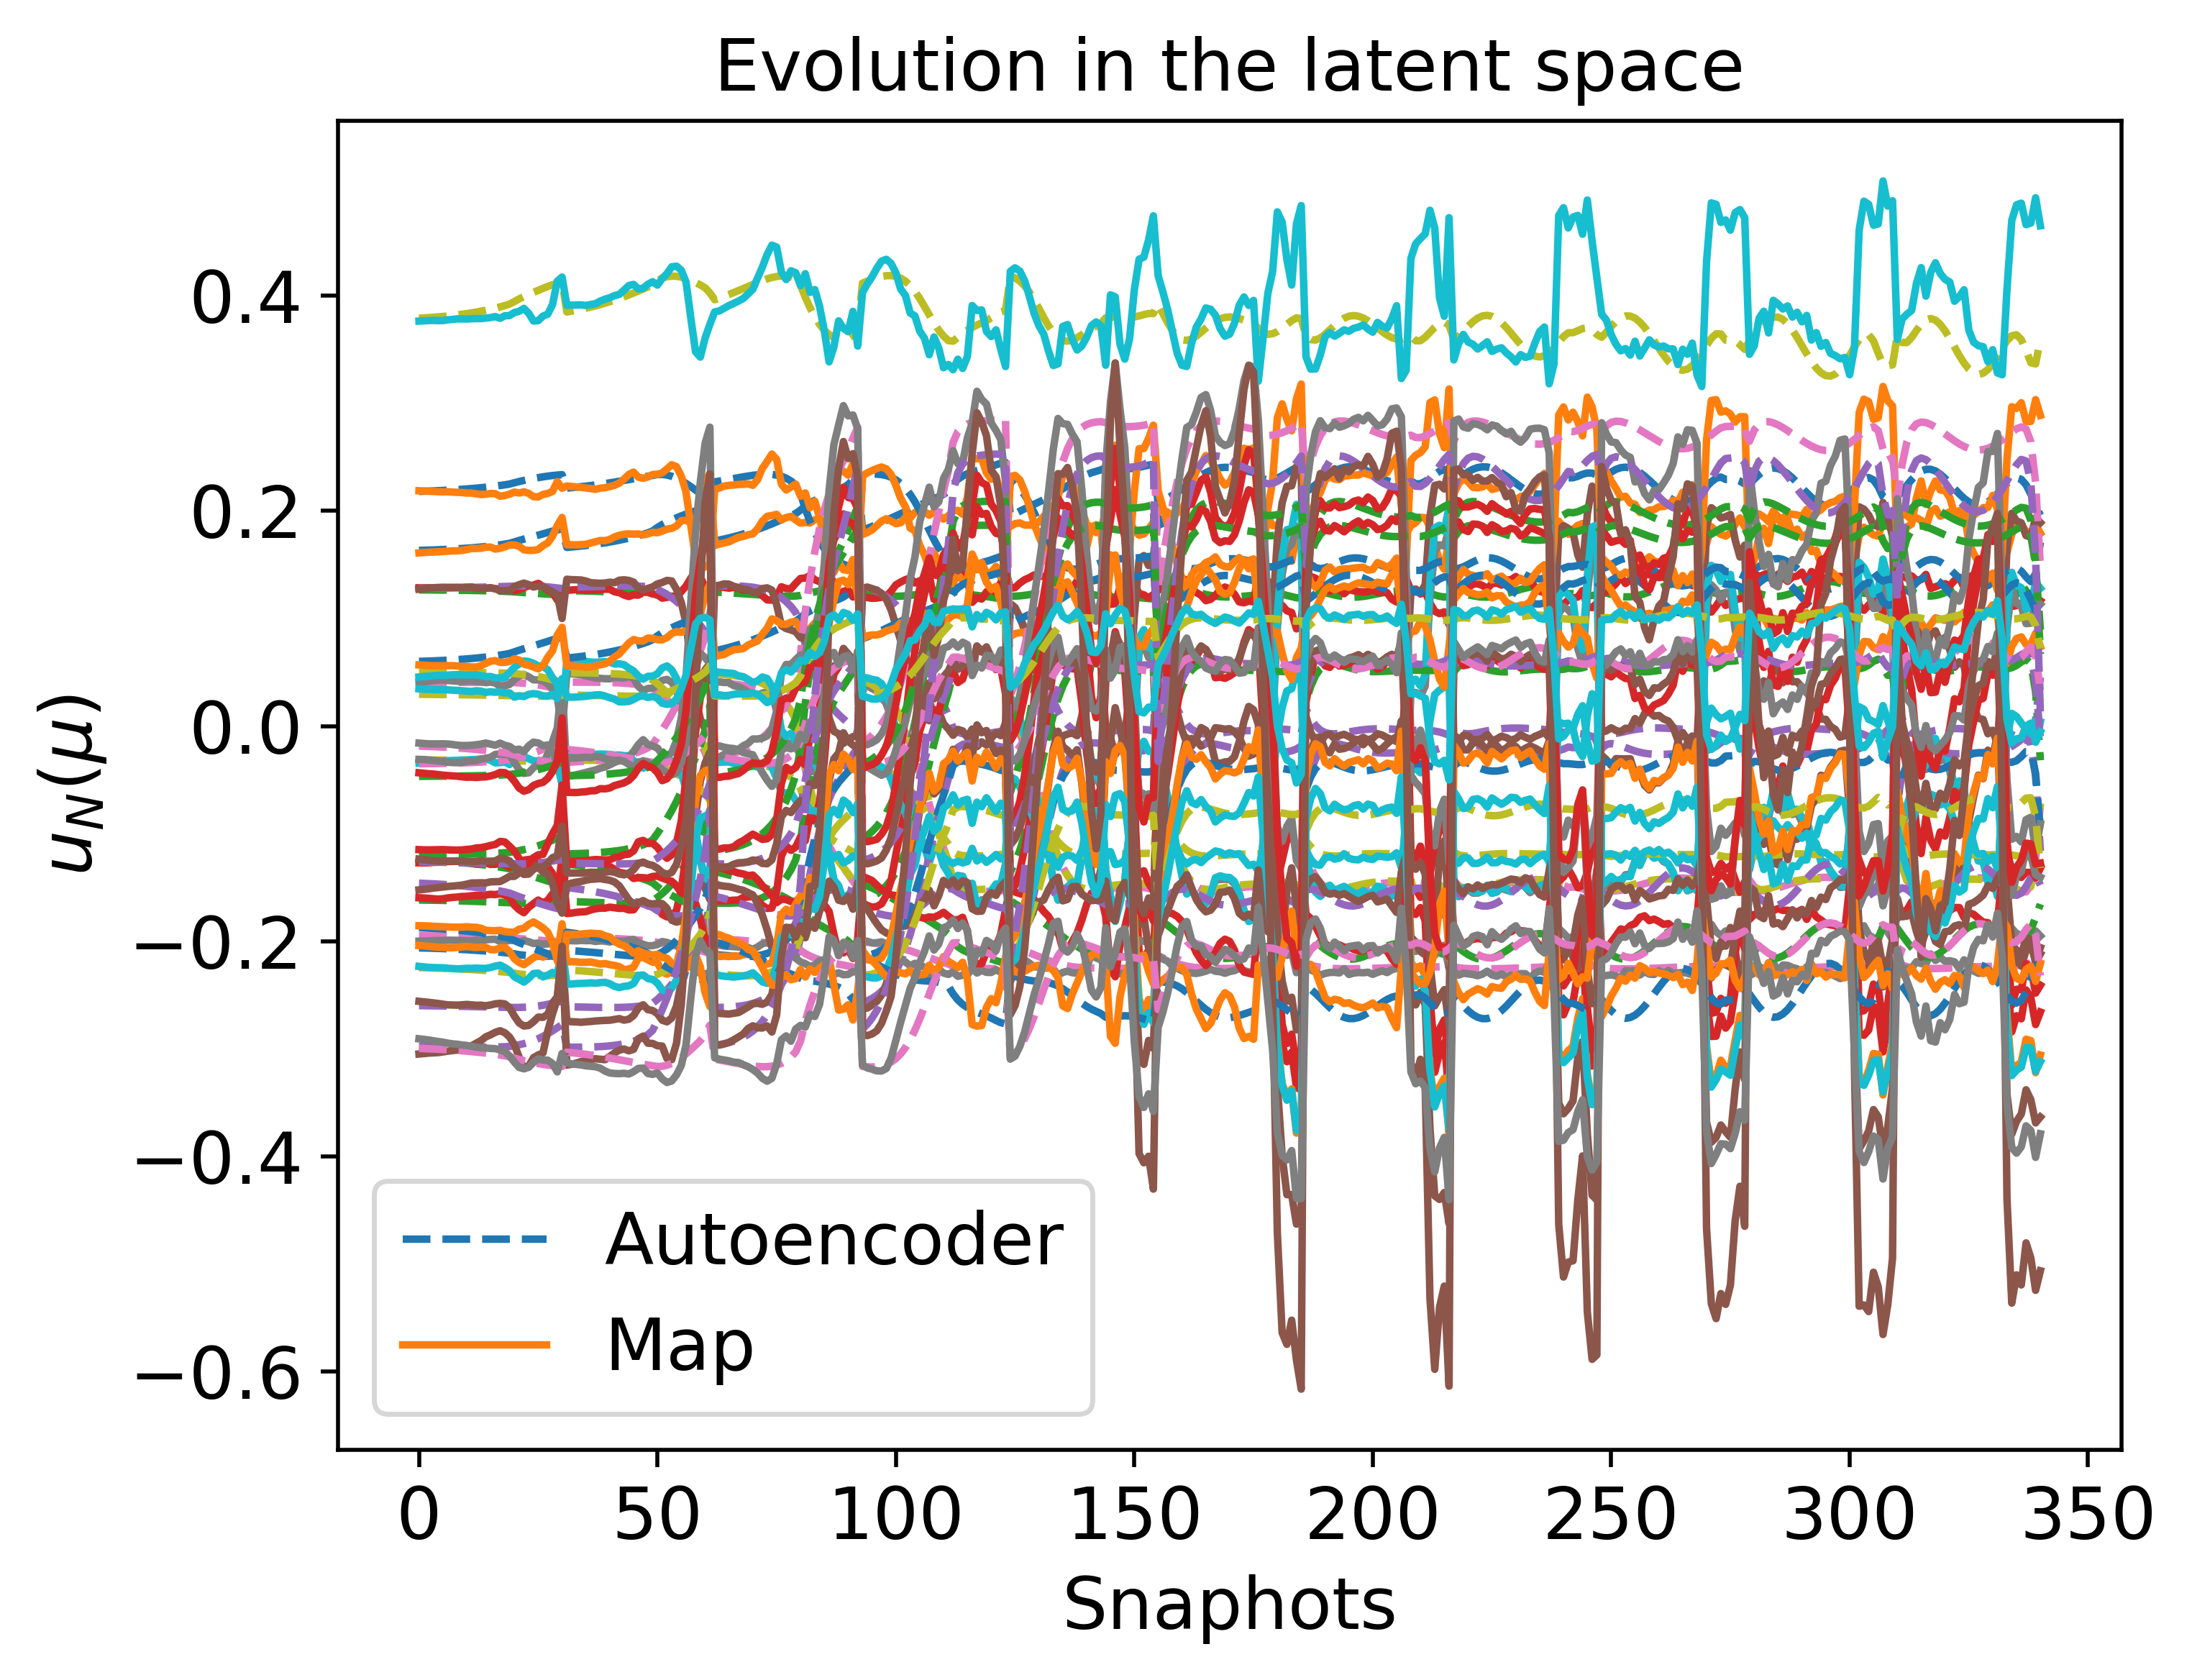 Evolution in the latent space
0.4
0.2
0.0
−0.2
−0.4
−0.6
u_N(μ)
Autoencoder
Map
0 50 100 150 200 250 300 350
Snaphots